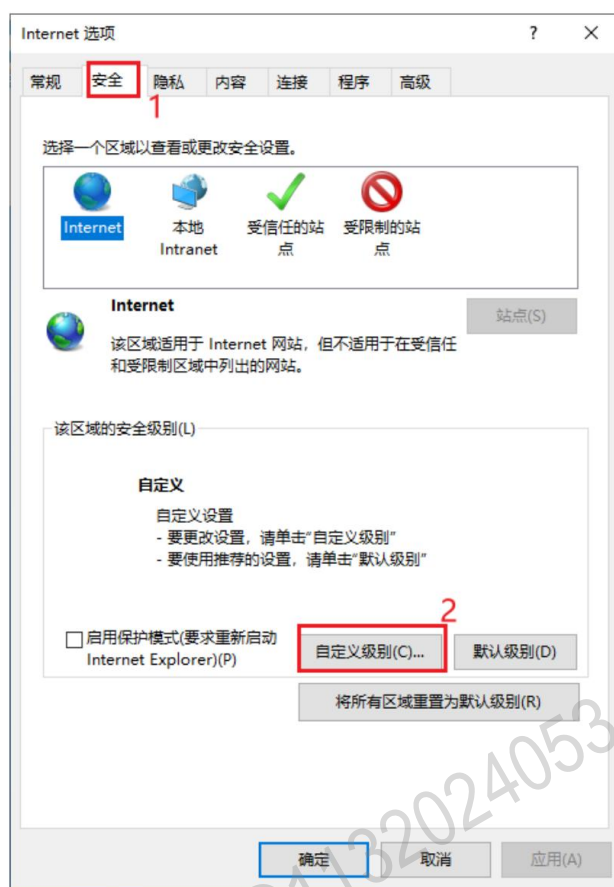 Internet 选项
?
常规 安全 隐私 内容 连接 程序 高级
1
选择一个区域以查看或更改安全设置。
Internet 本地 受信任的站 受限制的站
Intranet 点 点
Internet
站点(S)
该区域适用于 Internet 网站，但不适用于在受信任
和受限制区域中列出的网站。
该区域的安全级别(L)
自定义
自定义设置
- 要更改设置，请单击“自定义级别”
- 要使用推荐的设置，请单击“默认级别”
2
启用保护模式(要求重新启动
Internet Explorer)(P)
自定义级别(C)... 默认级别(D)
将所有区域重置为默认级别(R)
确定 取消 应用(A)